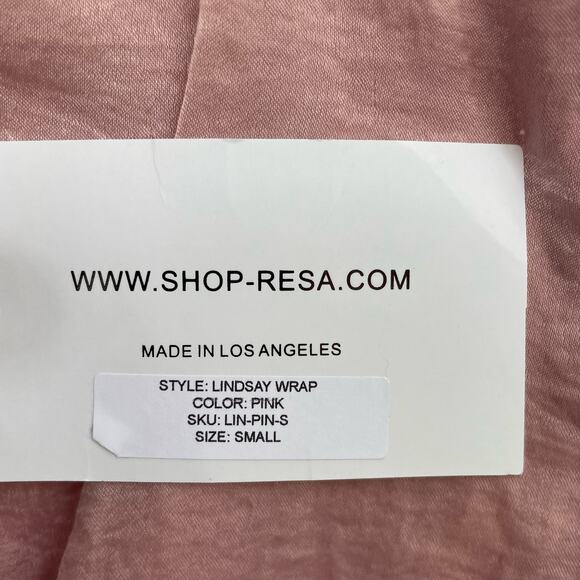 WWW.SHOP-RESA.COM
MADE IN LOS ANGELES
STYLE: LINDSAY WRAP
COLOR: PINK
SKU: LIN-PIN-S
SIZE: SMALL